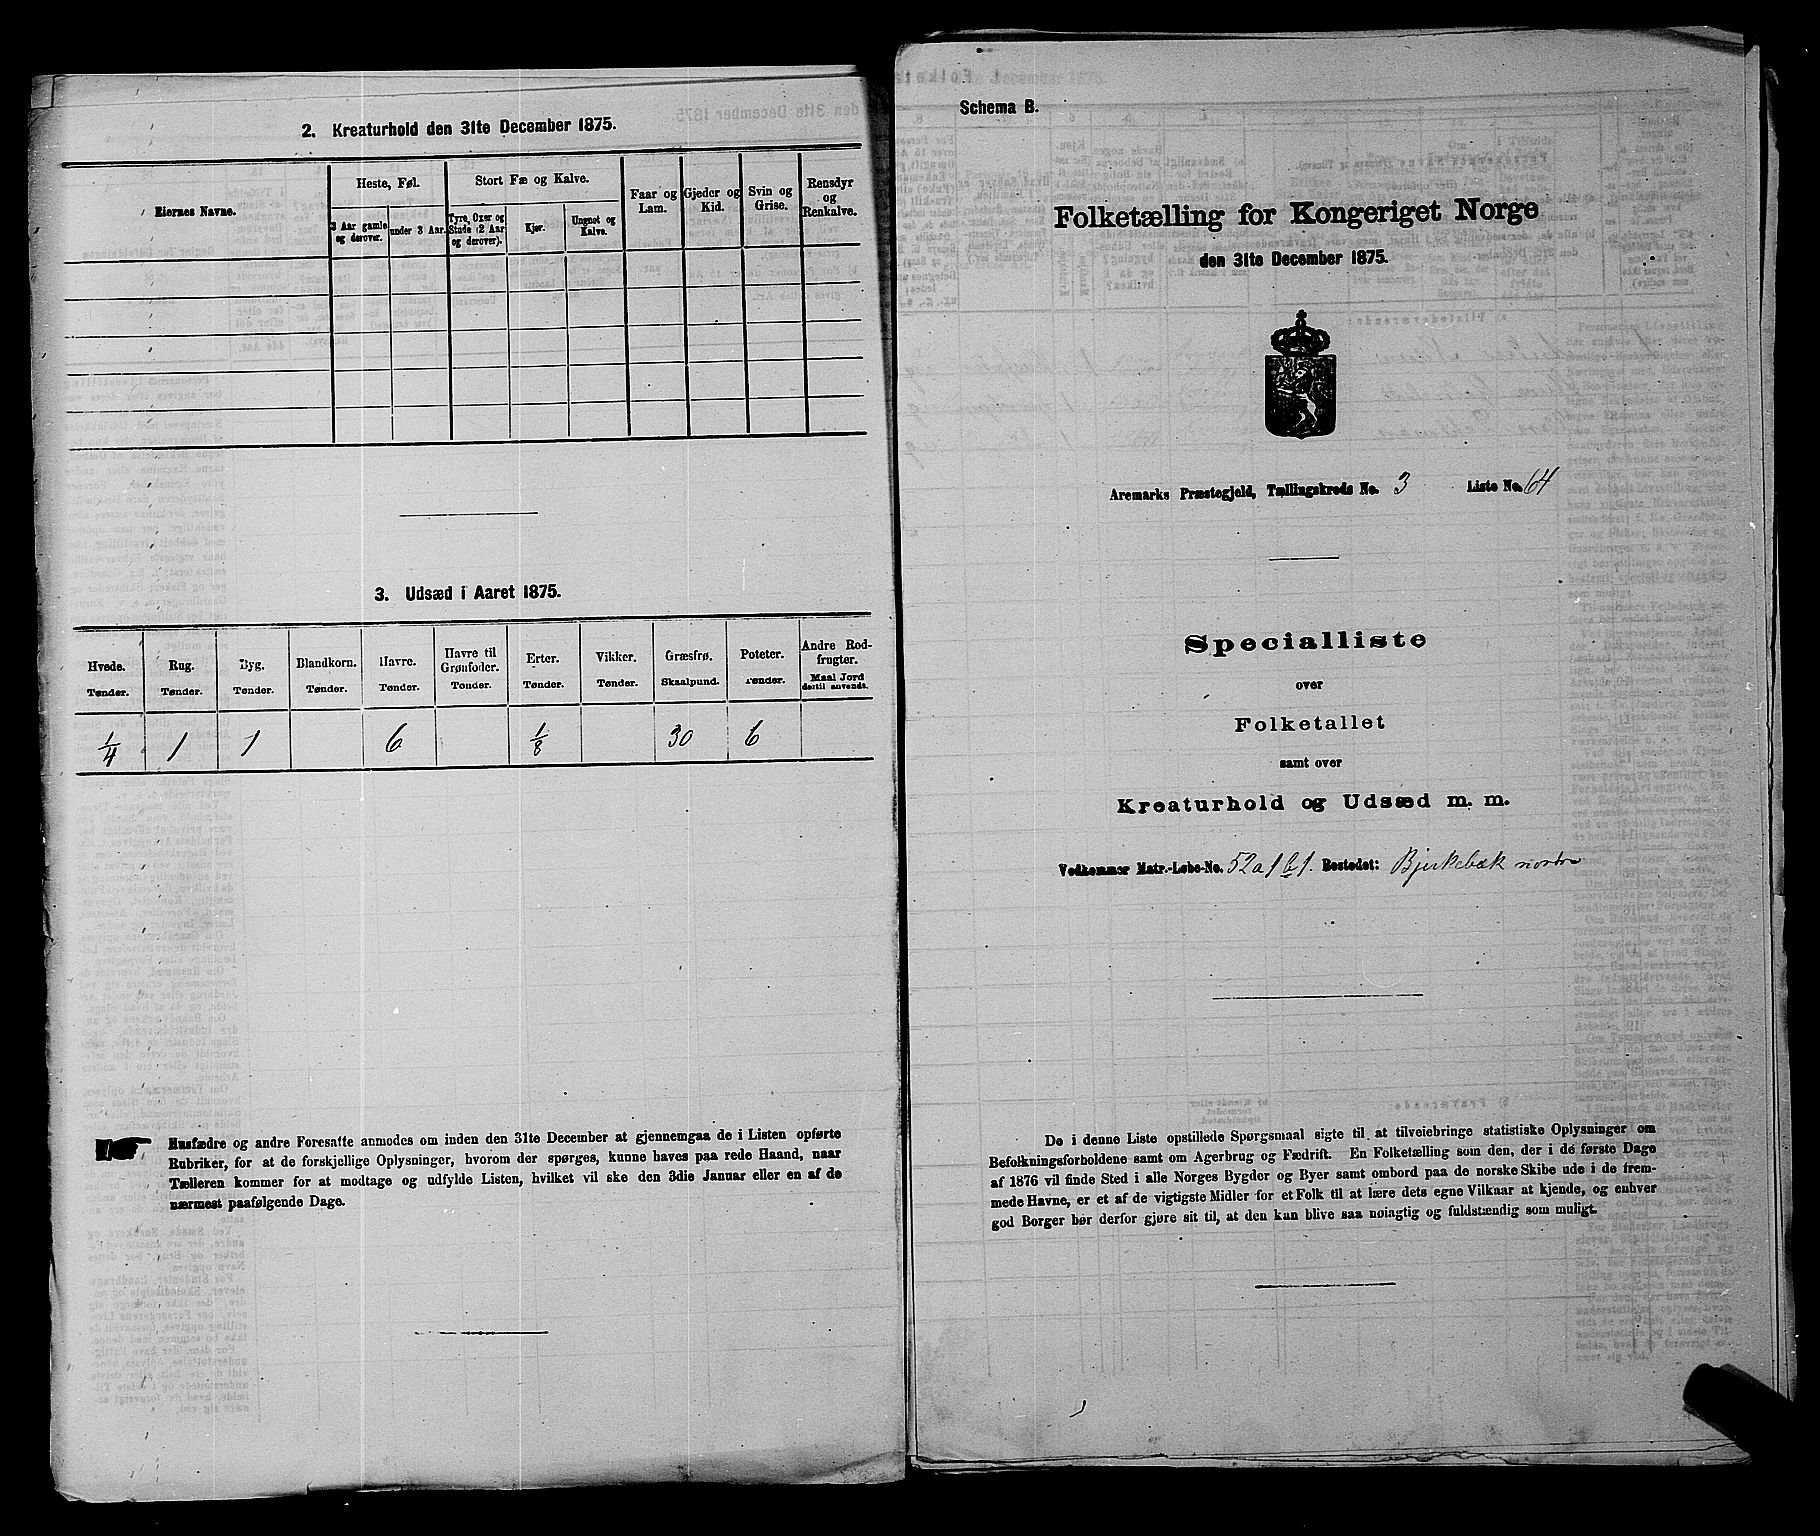 2. Kreaturhold den 31te December 1875.
Eiernes Navne.
Heste, Føl.
3 Aar gamle og derover.
under 3 Aar.
Stort Fæ og Kalve.
Tyre, Oxer og Stude (2 Aar og derover).
Kjør.
Ungnot og Kalve.
Faar og Lam.
Gjeder og Kid.
Svin og Grise.
Rensdyr og Renkalve.
3. Udsæd i Aaret 1875.
Hvede. Rug. Byg. Blandkorn. Havre. Havre til Grønfoder. Erter. Vikker. Græsfrø. Poteter. Andre Rodfrugter.
Tønder. Tønder. Tønder. Tønder. Tønder. Tønder. Tønder. Tønder. Skaalpund. Tønder. Maal Jord dertil anvendt.
1/4 1 1 6 1/8 30 6
Husfædre og andre Foresatte anmodes om inden den 31te December at gjennemgaa de i Listen opførte
Rubriker, for at de forskjellige Oplysninger, hvorom der spørges, kunne haves paa rede Haand, naar
Tælleren kommer for at modtage og udfylde Listen, hvilket vil ske den 3die Januar eller en af de
nærmest paafølgende Dage.
Schema B.
Folketælling for Kongeriget Norge
den 31te December 1875.
Aremarks Præstegjeld, Tællingskreds No. 3 Liste No. 64
Specialliste
over
Folketallet
samt over
Kreaturhold og Udsæd m. m.
Vedkommer Matr.-Løbe-No. 52a1b1. Bestedet: Bjerkebæk nordre
De i denne Liste opstillede Spørgsmaal sigte til at tilveiebringe statistiske Oplysninger om
Befolkningsforholdene samt om Agerbrug og Fædrift. En Folketælling som den, der i de første Dage
af 1876 vil finde Sted i alle Norges Bygder og Byer samt ombord paa de norske Skibe ude i de frem-
mede Havne, er et af de vigtigste Midler for et Folk til at lære dets egne Vilkaar at kjende, og enhver
god Borger bør derfor gjøre sit til, at den kan blive saa nøiagtig og fuldstændig som muligt.